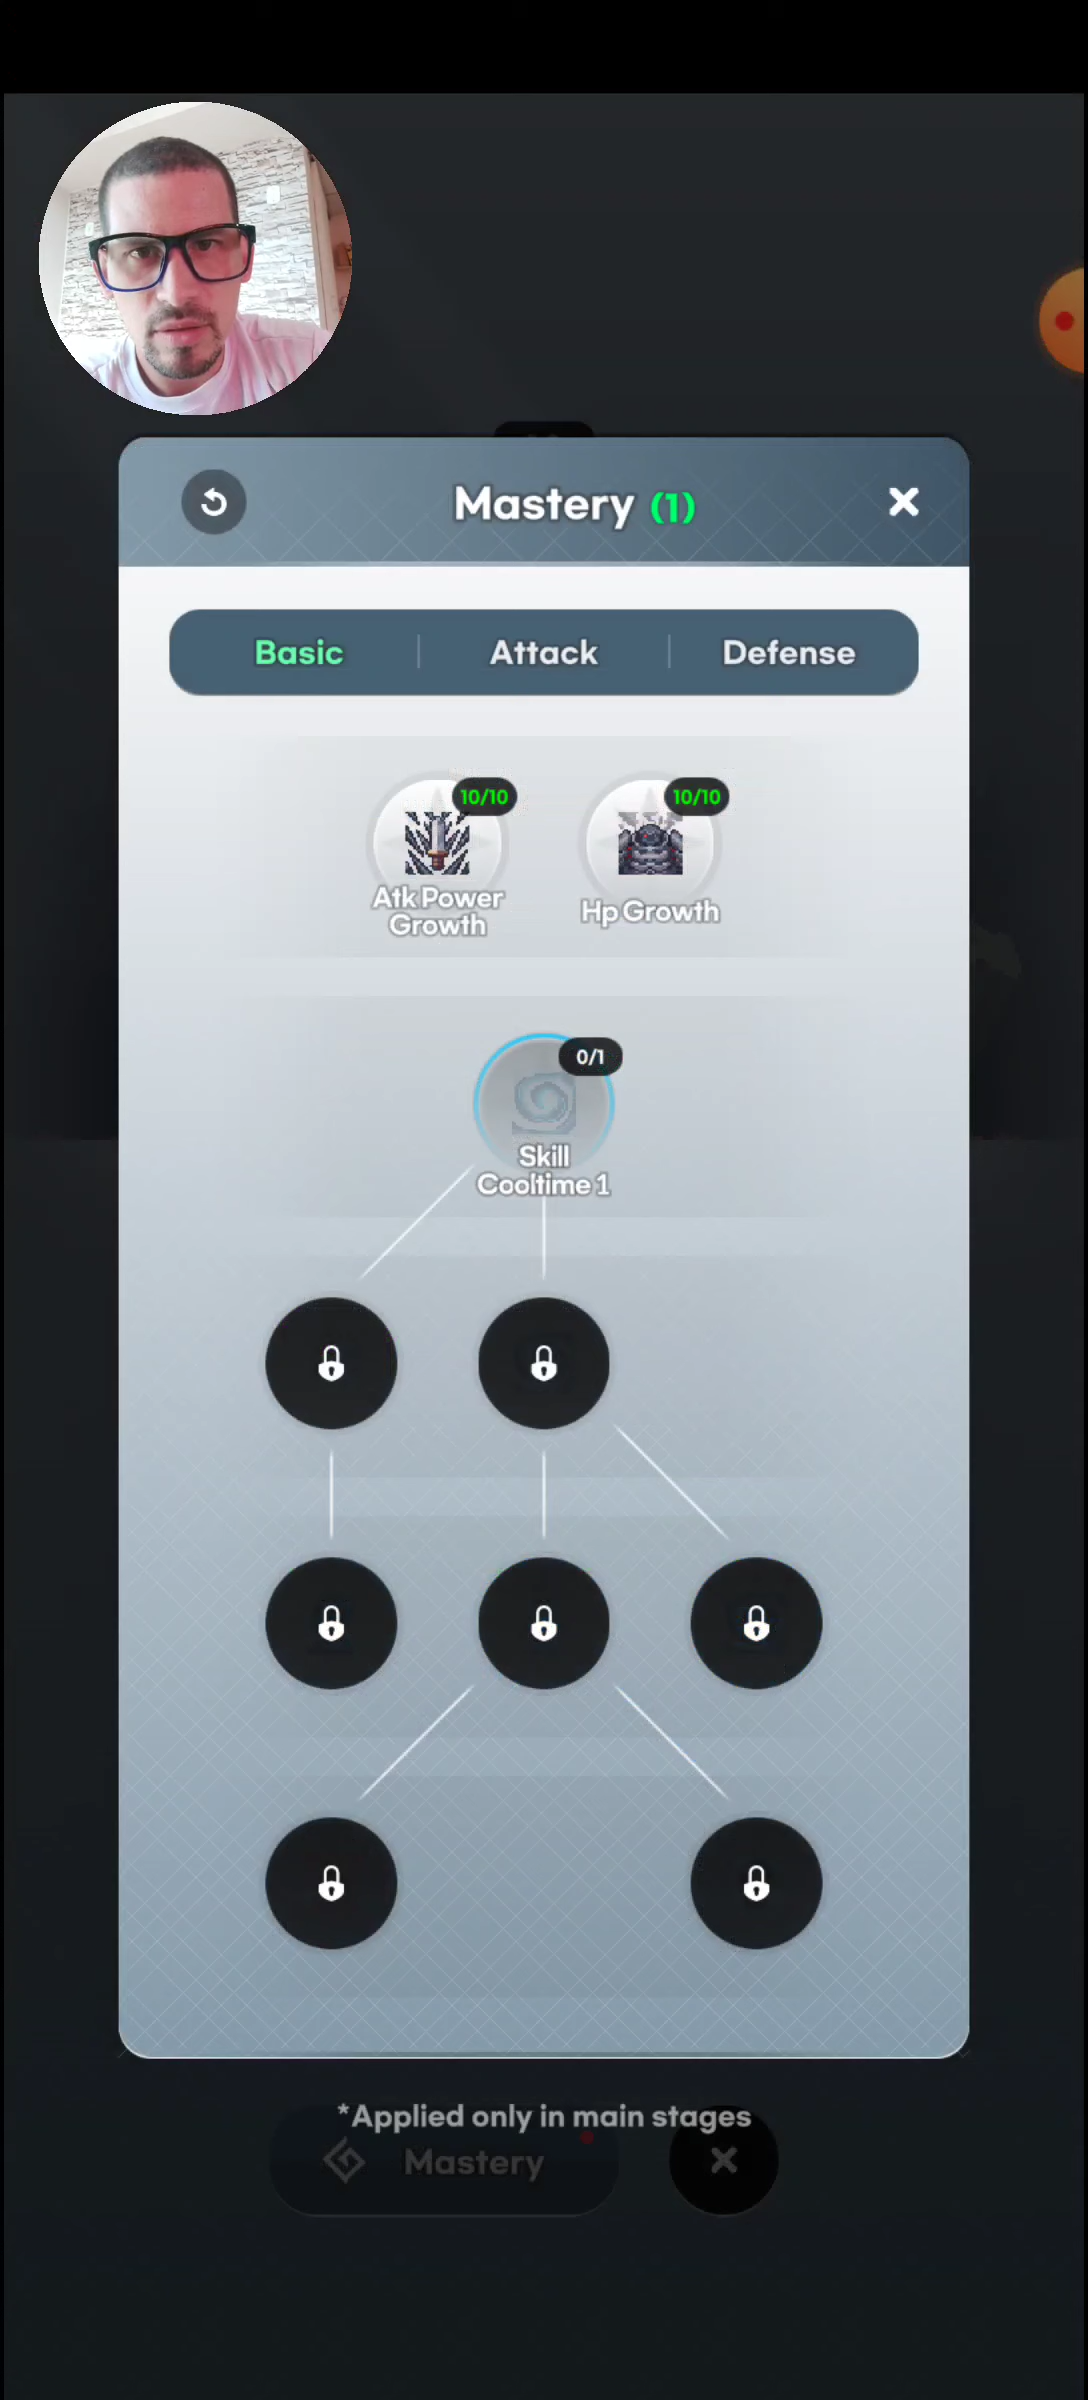 Mastery (1)
Basic
Attack
Defense
10/10
10/10
Atk Power
Growth
Hp Growth
0/1
Skill
Cooltime 1
*Applied only in main stages
Mastery